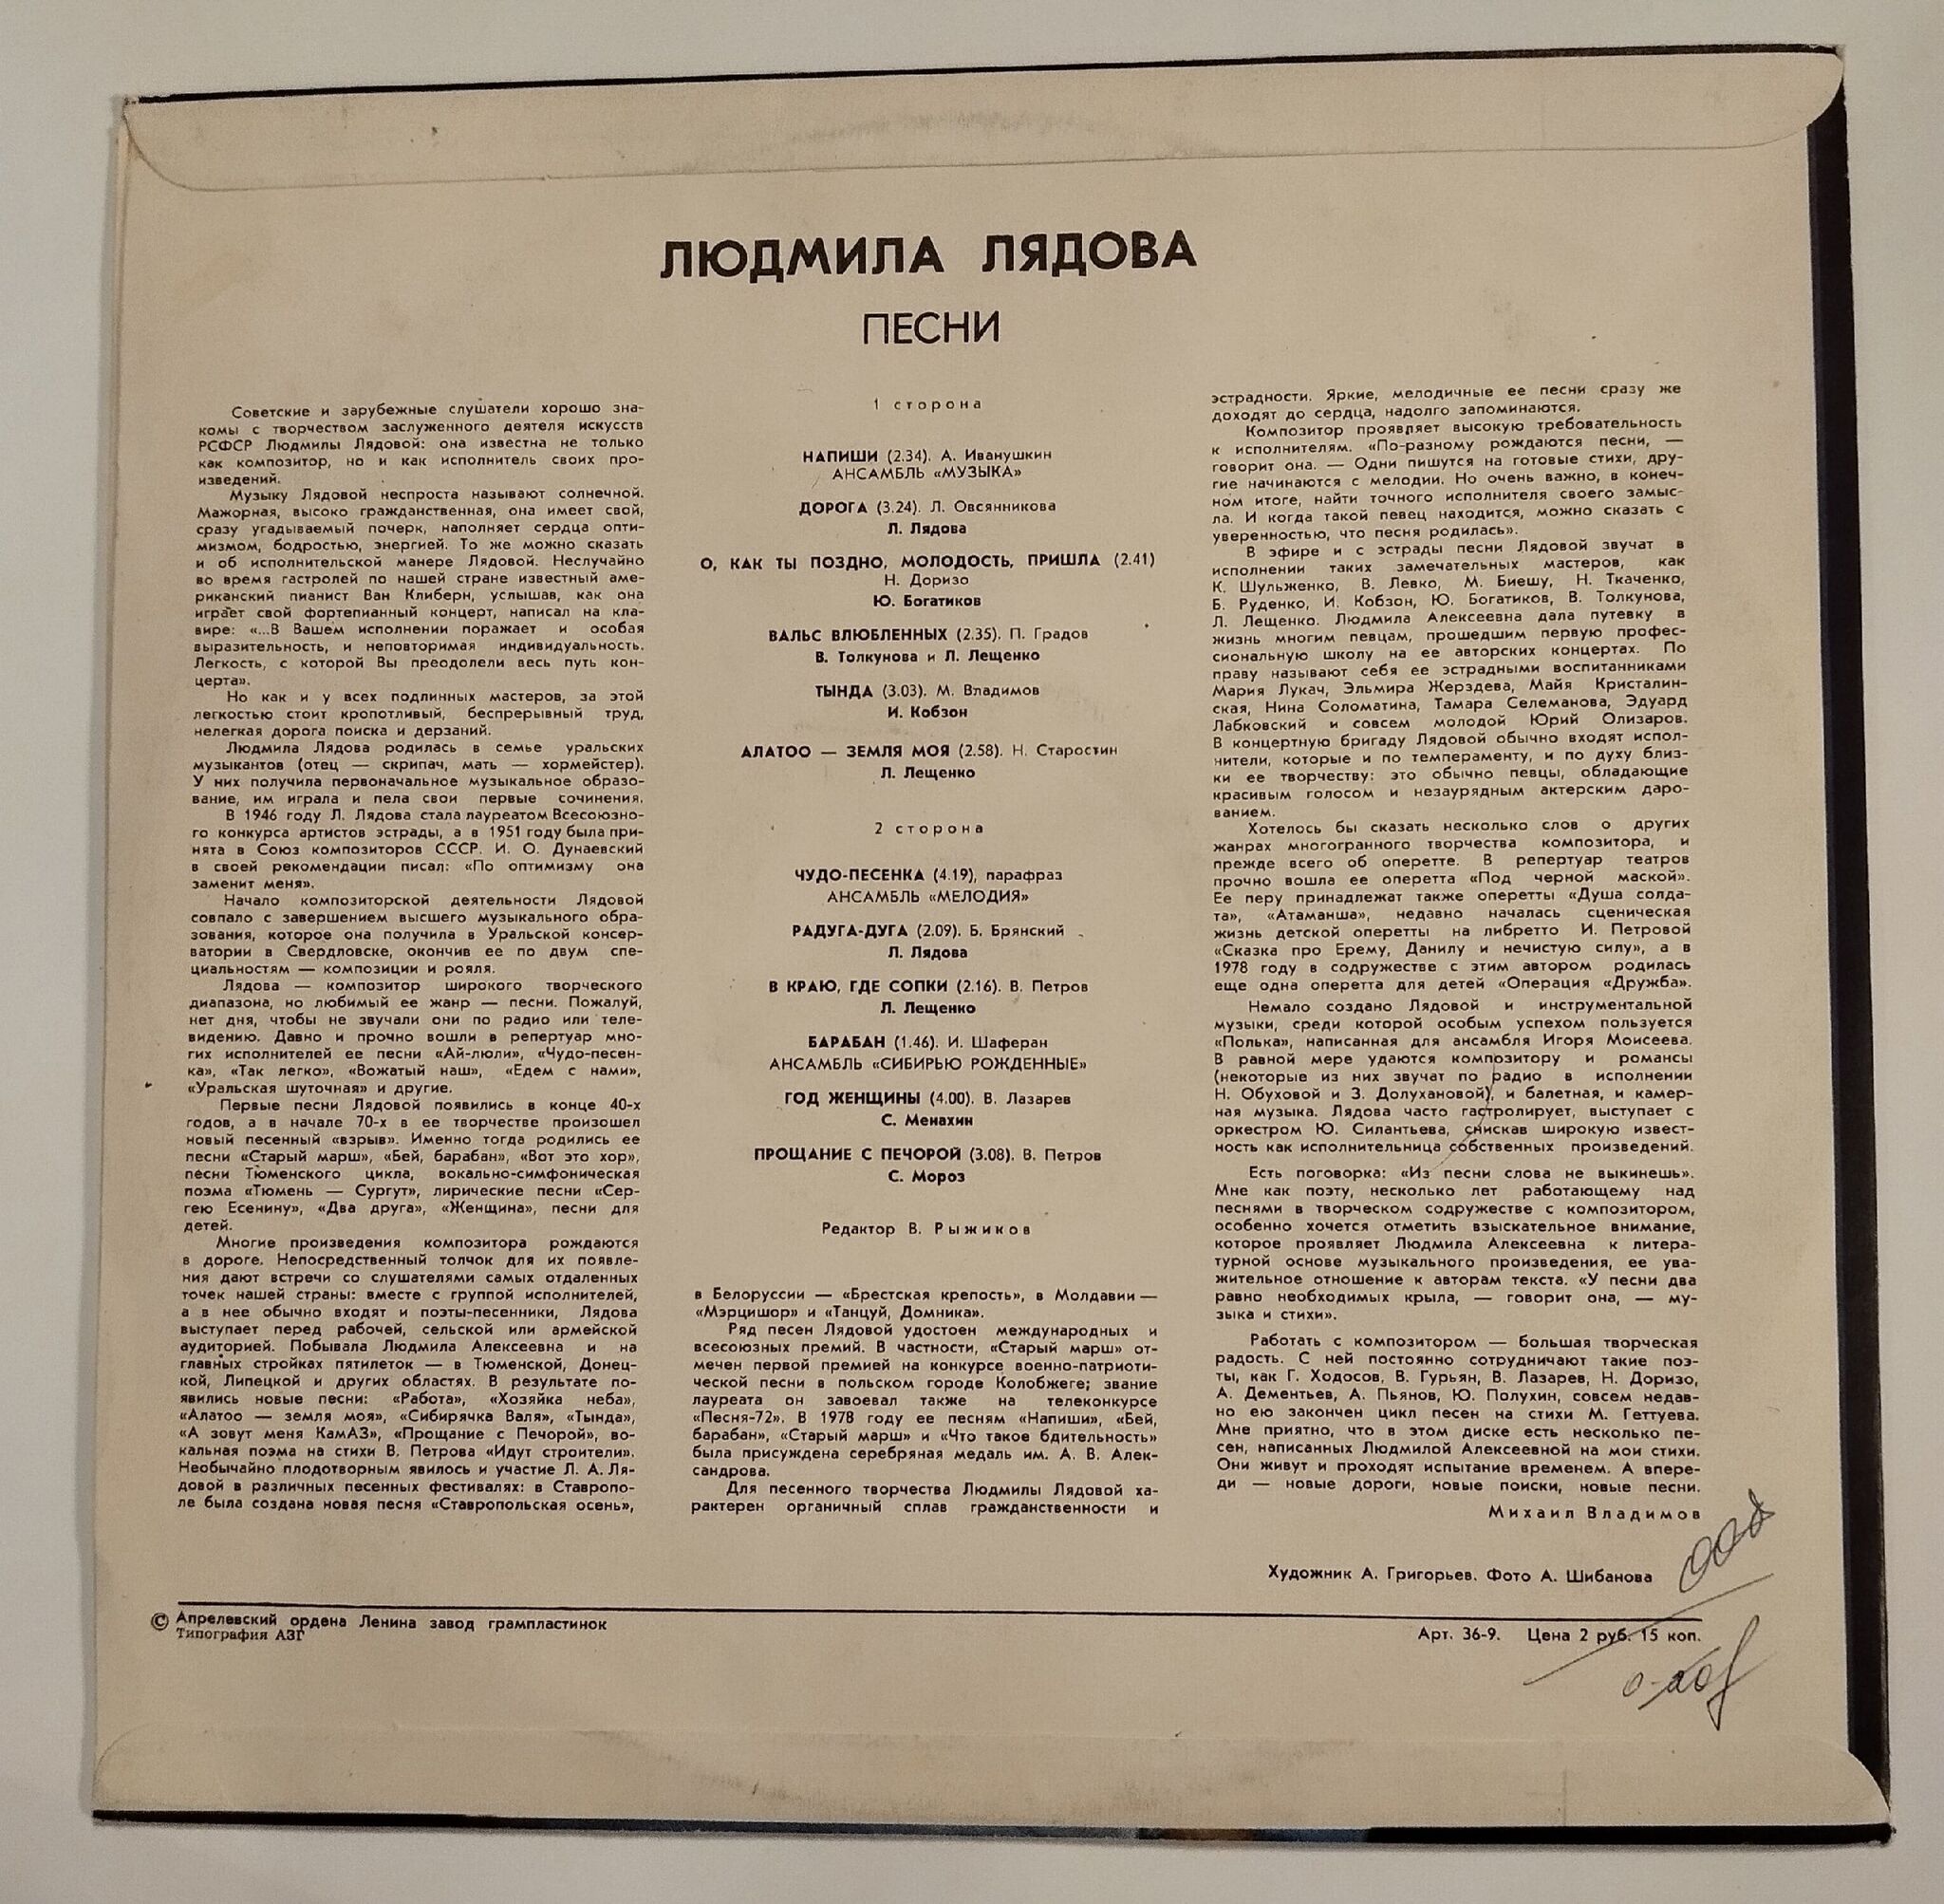 ЛЮДМИЛА ЛЯДОВА
ПЕСНИ
Советские и зарубежные слушатели хорошо зна-
комы с творчеством заслуженного деятеля искусств
РСФСР Людмилы Лядовой: она известна не только
как композитор, но и как исполнитель своих про-
изведений.
Музыку Лядовой неспроста называют солнечной.
Мажорная, высоко гражданственная, она имеет свой,
сразу угадываемый почерк, наполняет сердца опти-
мизмом, бодростью, энергией. То же можно сказать
и об исполнительской манере Лядовой. Неслучайно
во время гастролей по нашей стране известный аме-
риканский пианист Ван Клиберн, услышав, как она
играет свой фортепианный концерт, написал на кла-
вире: «...В Вашем исполнении поражает и особая
выразительность, и неповторимая индивидуальность.
Легкость, с которой Вы преодолели весь путь кон-
церта».
Но как и у всех подлинных мастеров, за этой
легкостью стоит кропотливый, беспрерывный труд,
нелегкая дорога поиска и дерзаний.
Людмила Лядова родилась в семье уральских
музыкантов (отец — скрипач, мать — хормейстер).
У них получила первоначальное музыкальное образо-
вание, им играла и пела свои первые сочинения.
В 1946 году Л. Лядова стала лауреатом Всесоюзно-
го конкурса артистов эстрады, а в 1951 году была при-
нята в Союз композиторов СССР. И. О. Дунаевский
в своей рекомендации писал: «По оптимизму она
заменит меня».
Начало композиторской деятельности Лядовой
совпало с завершением высшего музыкального обра-
зования, которое она получила в Уральской консер-
ватории в Свердловске, окончив ее по двум спе-
циальностям — композиции и рояля.
Лядова — композитор широкого творческого
диапазона, но любимый ее жанр — песни. Пожалуй,
нет дня, чтобы не звучали они по радио или теле-
видению. Давно и прочно вошли в репертуар мно-
гих исполнителей ее песни «Ай-люли», «Чудо-песен-
ка», «Так легко», «Вожатый наш», «Едем с нами»,
«Уральская шуточная» и другие.
Первые песни Лядовой появились в конце 40-х
годов, а в начале 70-х в ее творчестве произошел
новый песенный «взрыв». Именно тогда родились ее
песни «Старый марш», «Бей, барабан», «Вот это хор»,
песни Тюменского цикла, вокально-симфоническая
поэма «Тюмень — Сургут», лирические песни «Сер-
гею Есенину», «Два друга», «Женщина», песни для
детей.
Многие произведения композитора рождаются
в дороге. Непосредственный толчок для их появле-
ния дают встречи со слушателями самых отдаленных
точек нашей страны: вместе с группой исполнителей,
а в нее обычно входят и поэты-песенники, Лядова
выступает перед рабочей, сельской или армейской
аудиторией. Побывала Людмила Алексеевна и на
главных стройках пятилеток — в Тюменской, Донец-
кой, Липецкой и других областях. В результате по-
явились новые песни: «Работа», «Хозяйка неба»,
«Алатоо — земля моя», «Сибирячка Валя», «Тында»,
«А зовут меня КамАЗ», «Прощание с Печорой», во-
кальная поэма на стихи В. Петрова «Идут строители».
Необычайно плодотворным явилось и участие Л. А. Ля-
довой в различных песенных фестивалях: в Ставропо-
ле была создана новая песня «Ставропольская осень»,
1 сторона
НАПИШИ (2.34). А. Иванушкин
АНСАМБЛЬ «МУЗЫКА»
ДОРОГА (3.24). Л. Овсянникова
Л. Лядова
О, КАК ТЫ ПОЗДНО, МОЛОДОСТЬ, ПРИШЛА (2.41)
Н. Доризо
Ю. Богатиков
ВАЛЬС ВЛЮБЛЕННЫХ (2.35). П. Градов
В. Толкунова и Л. Лещенко
ТЫНДА (3.03). М. Владимов
И. Кобзон
АЛАТОО — ЗЕМЛЯ МОЯ (2.58). Н. Старостин
Л. Лещенко
2 сторона
ЧУДО-ПЕСЕНКА (4.19), парафраз
АНСАМБЛЬ «МЕЛОДИЯ»
РАДУГА-ДУГА (2.09). Б. Брянский
Л. Лядова
В КРАЮ, ГДЕ СОПКИ (2.16). В. Петров
Л. Лещенко
БАРАБАН (1.46). И. Шаферан
АНСАМБЛЬ «СИБИРЬЮ РОЖДЕННЫЕ»
ГОД ЖЕНЩИНЫ (4.00). В. Лазарев
С. Менахин
ПРОЩАНИЕ С ПЕЧОРОЙ (3.08). В. Петров
С. Мороз
Редактор В. Рыжиков
в Белоруссии — «Брестская крепость», в Молдавии —
«Мэрцишор» и «Танцуй, Домника».
Ряд песен Лядовой удостоен международных и
всесоюзных премий. В частности, «Старый марш» от-
мечен первой премией на конкурсе военно-патриоти-
ческой песни в польском городе Колобжеге; звание
лауреата он завоевал также на телеконкурсе
«Песня-72». В 1978 году ее песням «Напиши», «Бей,
барабан», «Старый марш» и «Что такое бдительность»
была присуждена серебряная медаль им. А. В. Алек-
сандрова.
Для песенного творчества Людмилы Лядовой ха-
рактерен органичный сплав гражданственности и
эстрадности. Яркие, мелодичные ее песни сразу же
доходят до сердца, надолго запоминаются.
Композитор проявляет высокую требовательность
к исполнителям. «По-разному рождаются песни, —
говорит она. — Одни пишутся на готовые стихи, дру-
гие начинаются с мелодии. Но очень важно, в конеч-
ном итоге, найти точного исполнителя своего замыс-
ла. И когда такой певец находится, можно сказать с
уверенностью, что песня родилась».
В эфире и с эстрады песни Лядовой звучат в
исполнении таких замечательных мастеров, как
К. Шульженко, В. Левко, М. Биешу, Н. Ткаченко,
Б. Руденко, И. Кобзон, Ю. Богатиков, В. Толкунова,
Л. Лещенко. Людмила Алексеевна дала путевку в
жизнь многим певцам, прошедшим первую профес-
сиональную школу на ее авторских концертах. По
праву называют себя ее эстрадными воспитанниками
Мария Лукач, Эльмира Жерздева, Майя Кристалин-
ская, Нина Соломатина, Тамара Селеманова, Эдуард
Лабковский и совсем молодой Юрий Олизаров.
В концертную бригаду Лядовой обычно входят испол-
нители, которые и по темпераменту, и по духу близ-
ки ее творчеству: это обычно певцы, обладающие
красивым голосом и незаурядным актерским даро-
ванием.
Хотелось бы сказать несколько слов о других
жанрах многогранного творчества композитора, и
прежде всего об оперетте. В репертуар театров
прочно вошла ее оперетта «Под черной маской».
Ее перу принадлежат также оперетты «Душа солда-
та», «Атаманша», недавно началась сценическая
жизнь детской оперетты на либретто И. Петровой
«Сказка про Ерему, Данилу и нечистую силу», а в
1978 году в содружестве с этим автором родилась
еще одна оперетта для детей «Операция «Дружба».
Немало создано Лядовой и инструментальной
музыки, среди которой особым успехом пользуется
«Полька», написанная для ансамбля Игоря Моисеева.
В равной мере удаются композитору и романсы
(некоторые из них звучат по радио в исполнении
Н. Обуховой и З. Долухановой), и балетная, и камер-
ная музыка. Лядова часто гастролирует, выступает с
оркестром Ю. Силантьева, снискав широкую извест-
ность как исполнительница собственных произведений.
Есть поговорка: «Из песни слова не выкинешь».
Мне как поэту, несколько лет работающему над
песнями в творческом содружестве с композитором,
особенно хочется отметить взыскательное внимание,
которое проявляет Людмила Алексеевна к литера-
турной основе музыкального произведения, ее ува-
жительное отношение к авторам текста. «У песни два
равно необходимых крыла, — говорит она, — му-
зыка и стихи».
Работать с композитором — большая творческая
радость. С ней постоянно сотрудничают такие поэ-
ты, как Г. Ходосов, В. Гурьян, В. Лазарев, Н. Доризо,
А. Дементьев, А. Пьянов, Ю. Полухин, совсем недав-
но ею закончен цикл песен на стихи М. Геттуева.
Мне приятно, что в этом диске есть несколько пе-
сен, написанных Людмилой Алексеевной на мои стихи.
Они живут и проходят испытание временем. А впере-
ди — новые дороги, новые поиски, новые песни.
Михаил Владимов
Художник А. Григорьев. Фото А. Шибанова
© Апрелевский ордена Ленина завод грампластинок
Типография АЗГ
Арт. 36-9. Цена 2 руб. 15 коп.